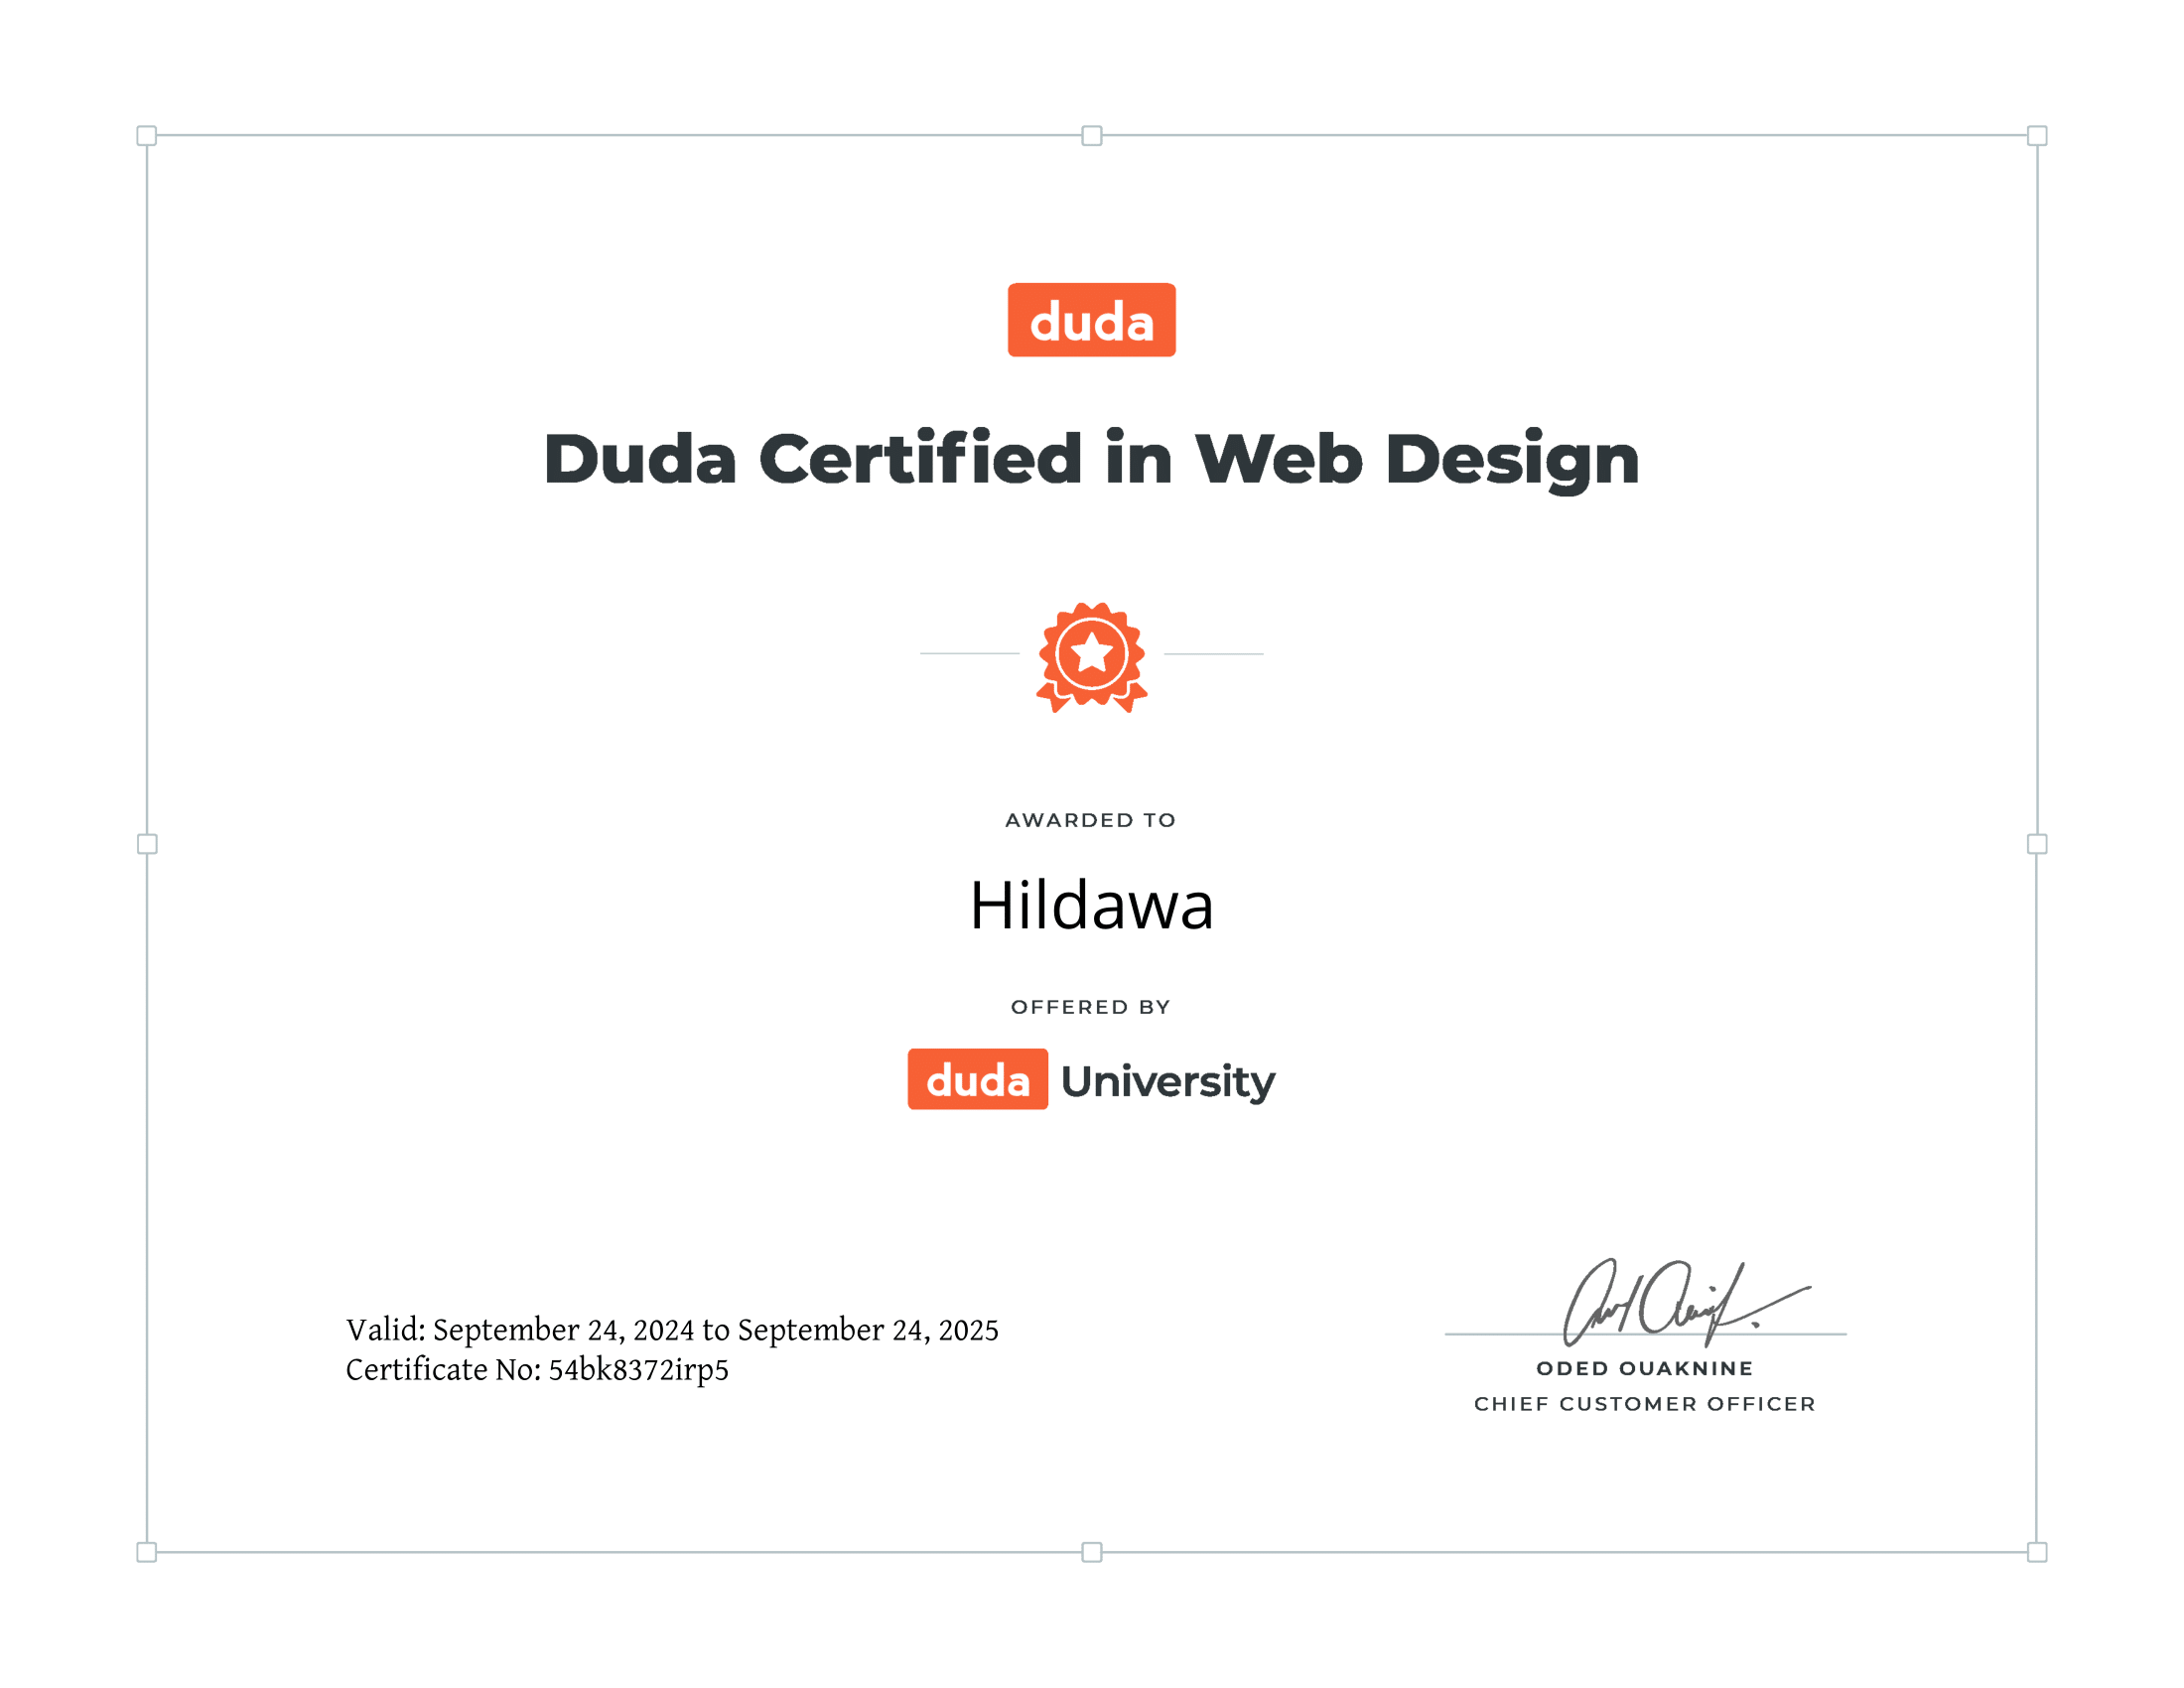 duda
Duda Certified in Web Design
AWARDED TO
Hildawa
OFFERED BY
duda University
Valid: September 24, 2024 to September 24, 2025
Certificate No: 54bk8372irp5
ODED OUAKNINE
CHIEF CUSTOMER OFFICER